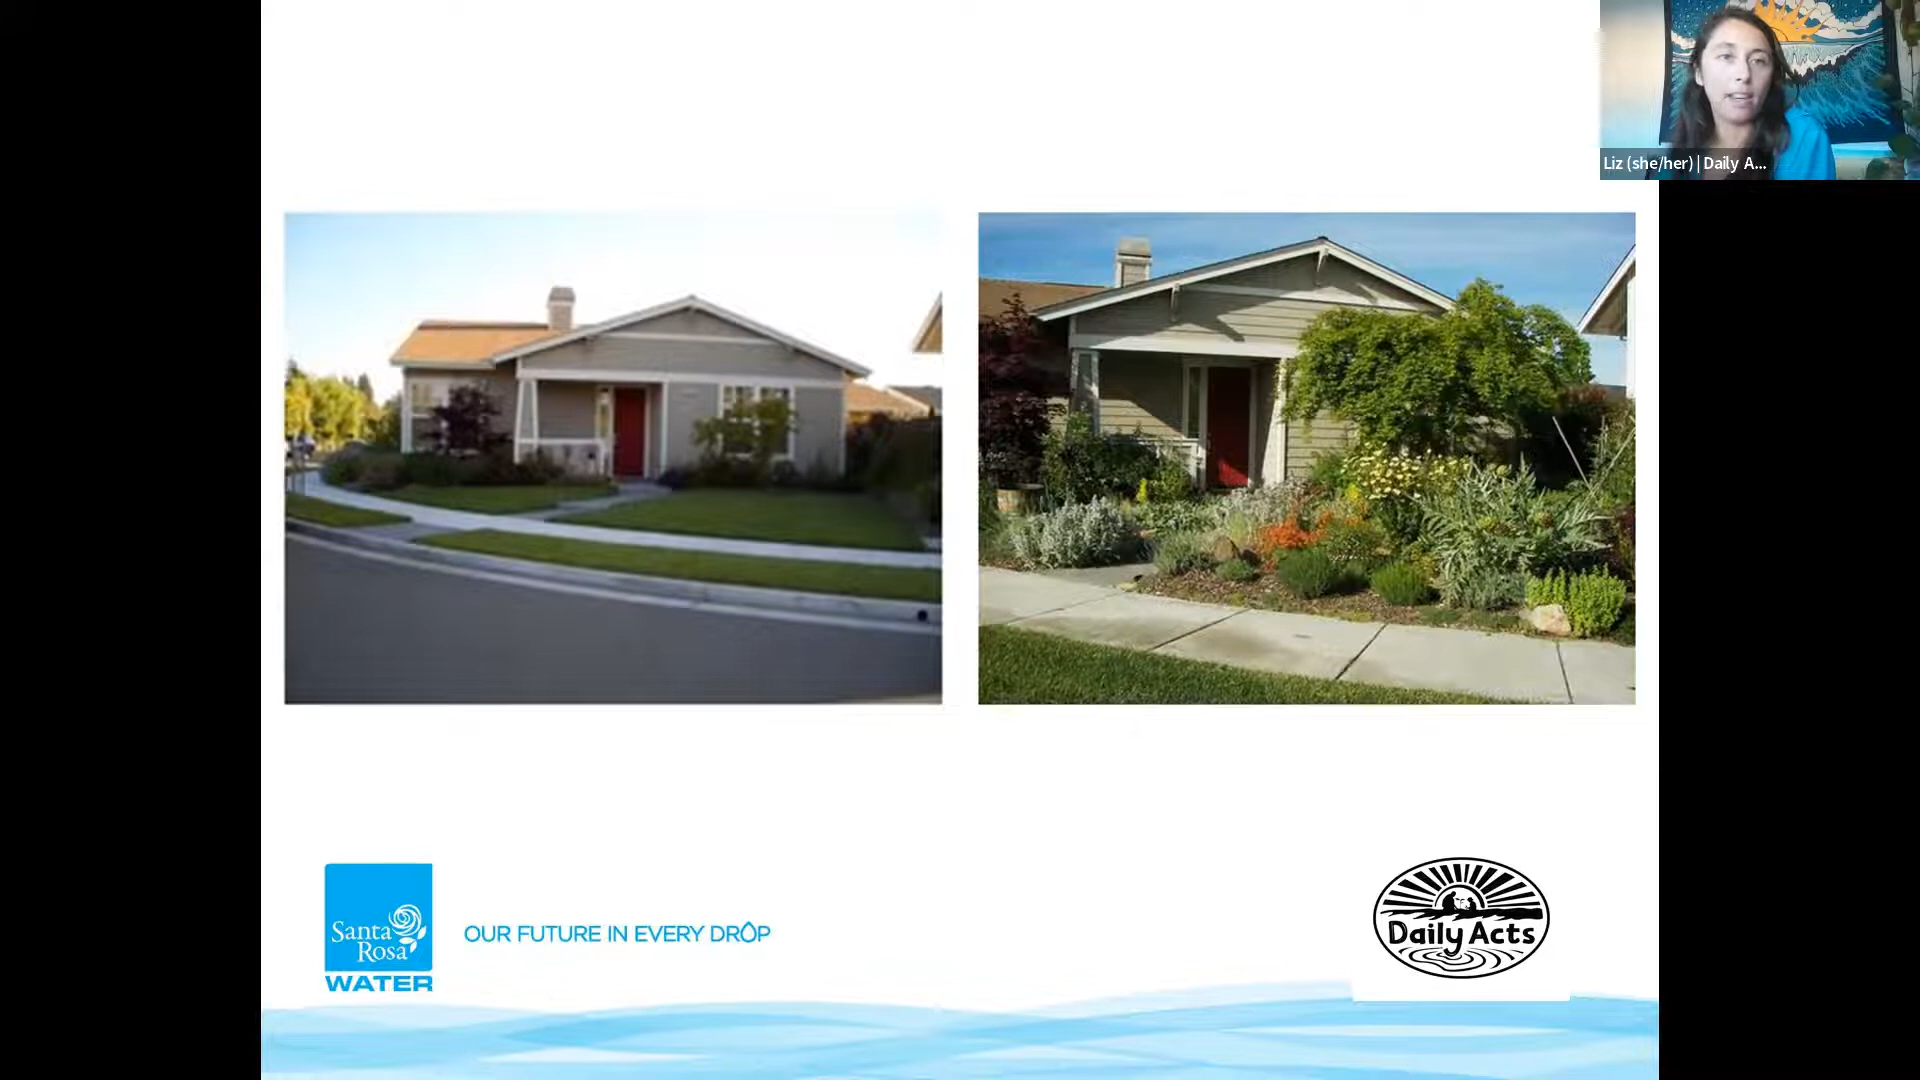 Liz (she/her) | Daily A...
Santa
Rosa
WATER
OUR FUTURE IN EVERY DROP
Daily Acts